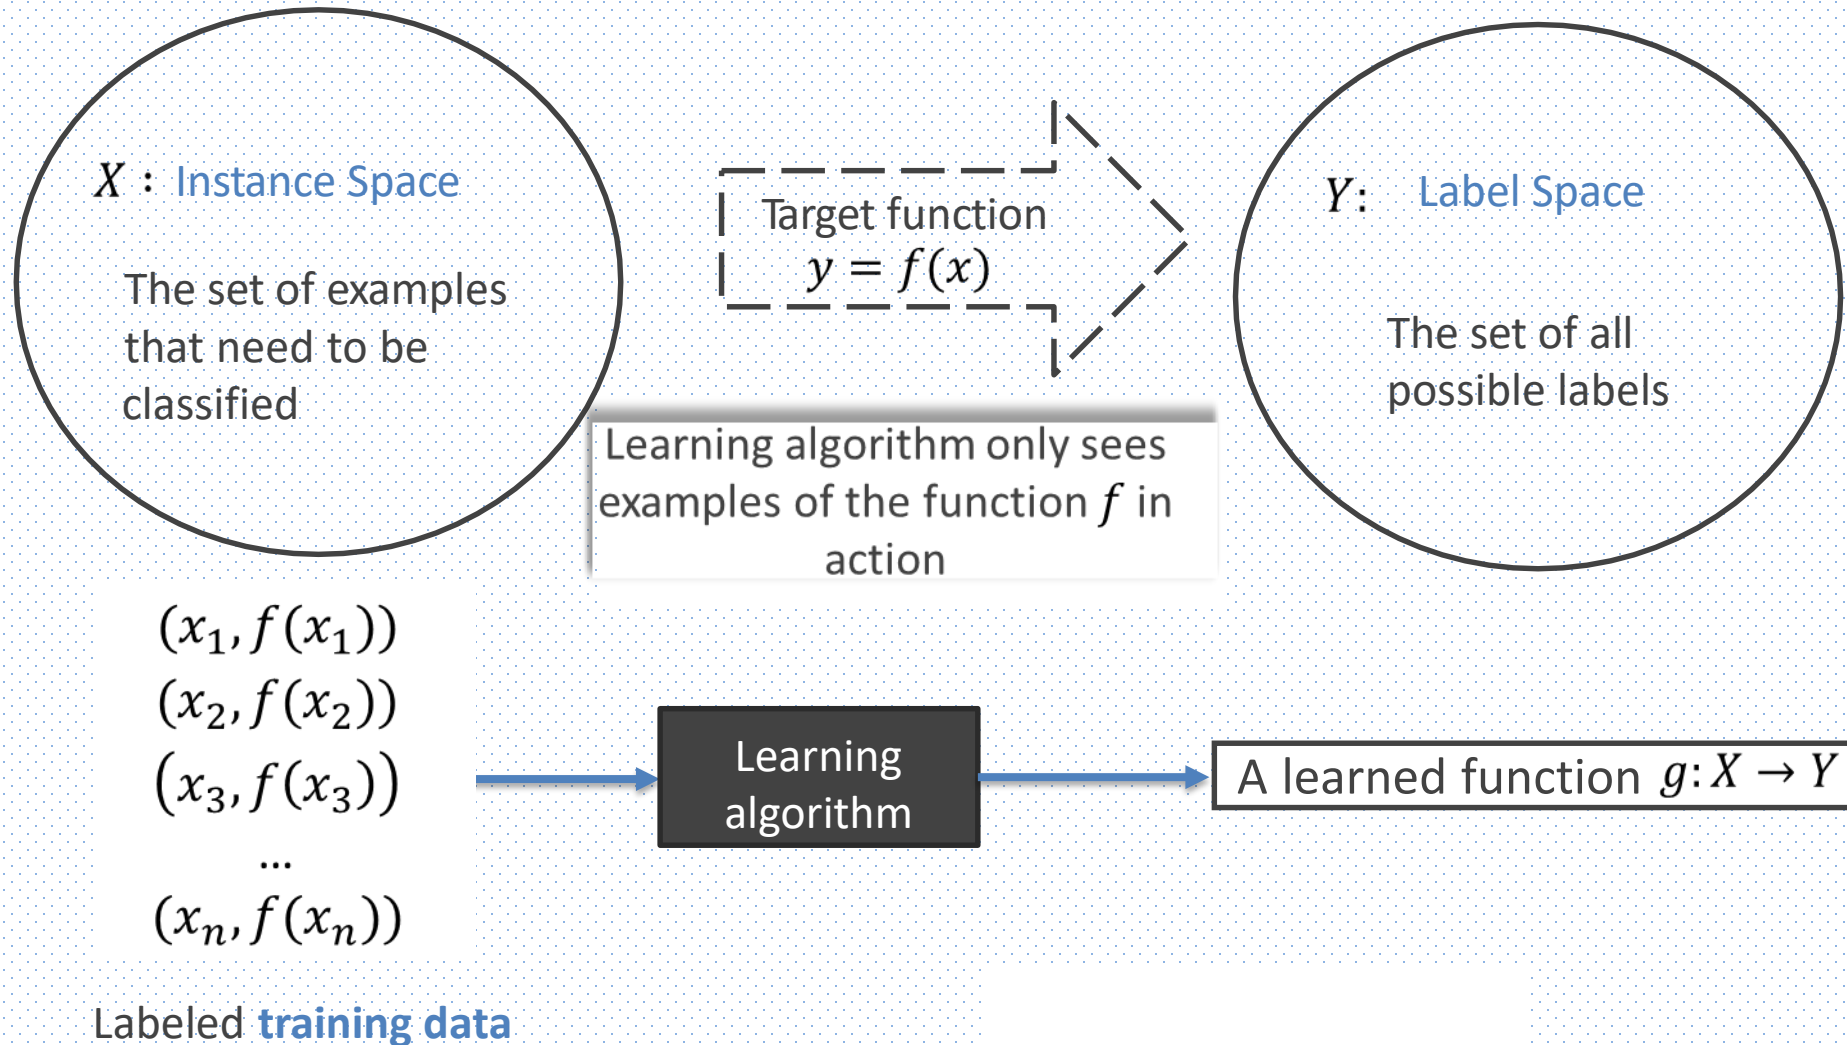 X : Instance Space
The set of examples
that need to be
classified
Target function
y = f(x)
Y: Label Space
The set of all
possible labels
Learning algorithm only sees
examples of the function f in
action
(x₁, f(x₁))
(x₂, f(x₂))
(x₃, f(x₃))
...
(xₙ, f(xₙ))
Labeled training data
Learning
algorithm
A learned function g: X → Y